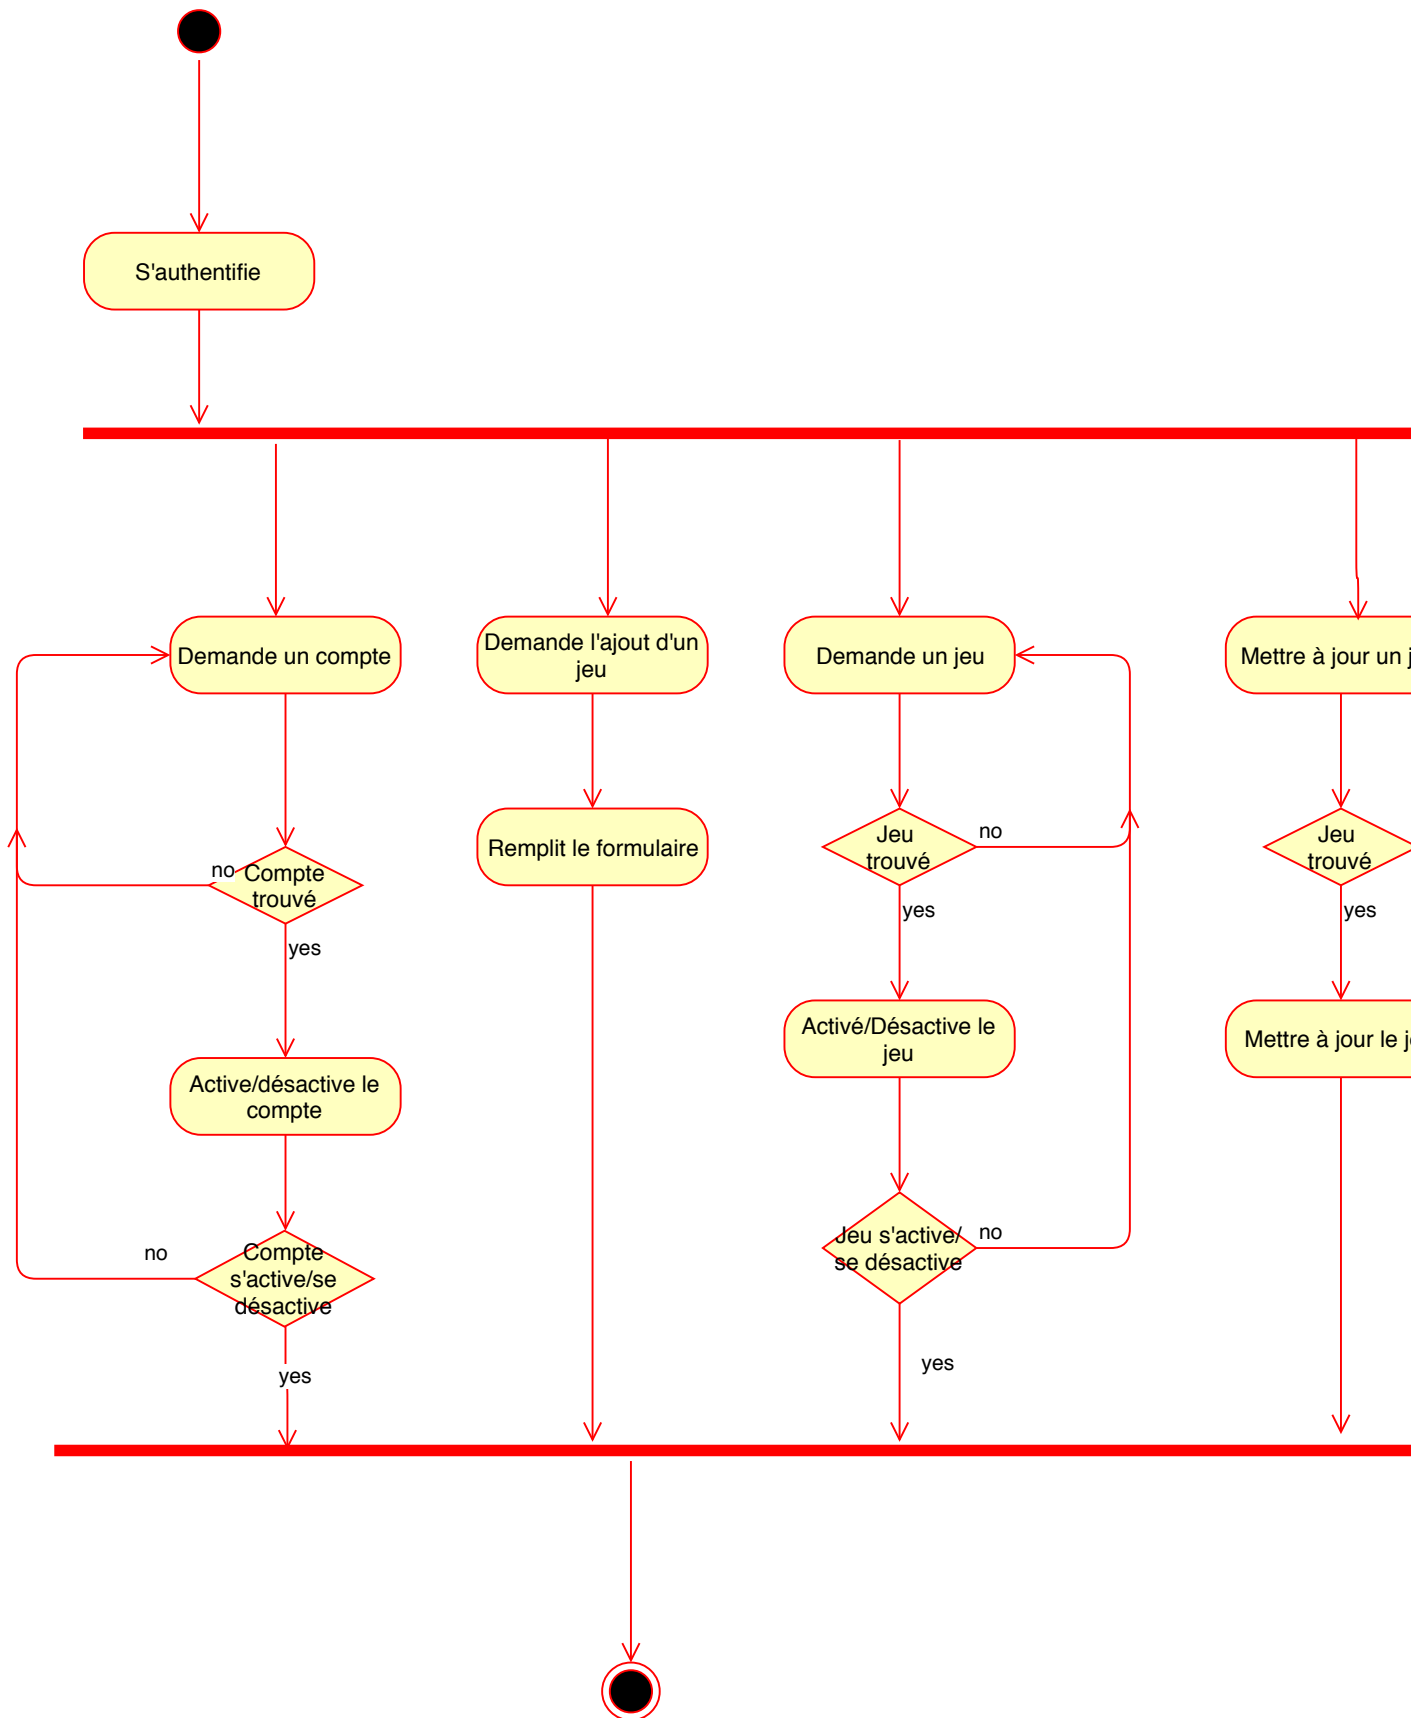 S'authentifie
Demande un compte
Demande l'ajout d'un
jeu
Demande un jeu
Mettre à jour un j
Remplit le formulaire
Jeu
trouvé
no
Jeu
trouvé
no
Compte
trouvé
yes
yes
yes
Activé/Désactive le
jeu
Mettre à jour le j
Active/désactive le
compte
no
Compte
s'active/se
désactive
Jeu s'active/
se désactive
no
yes
yes